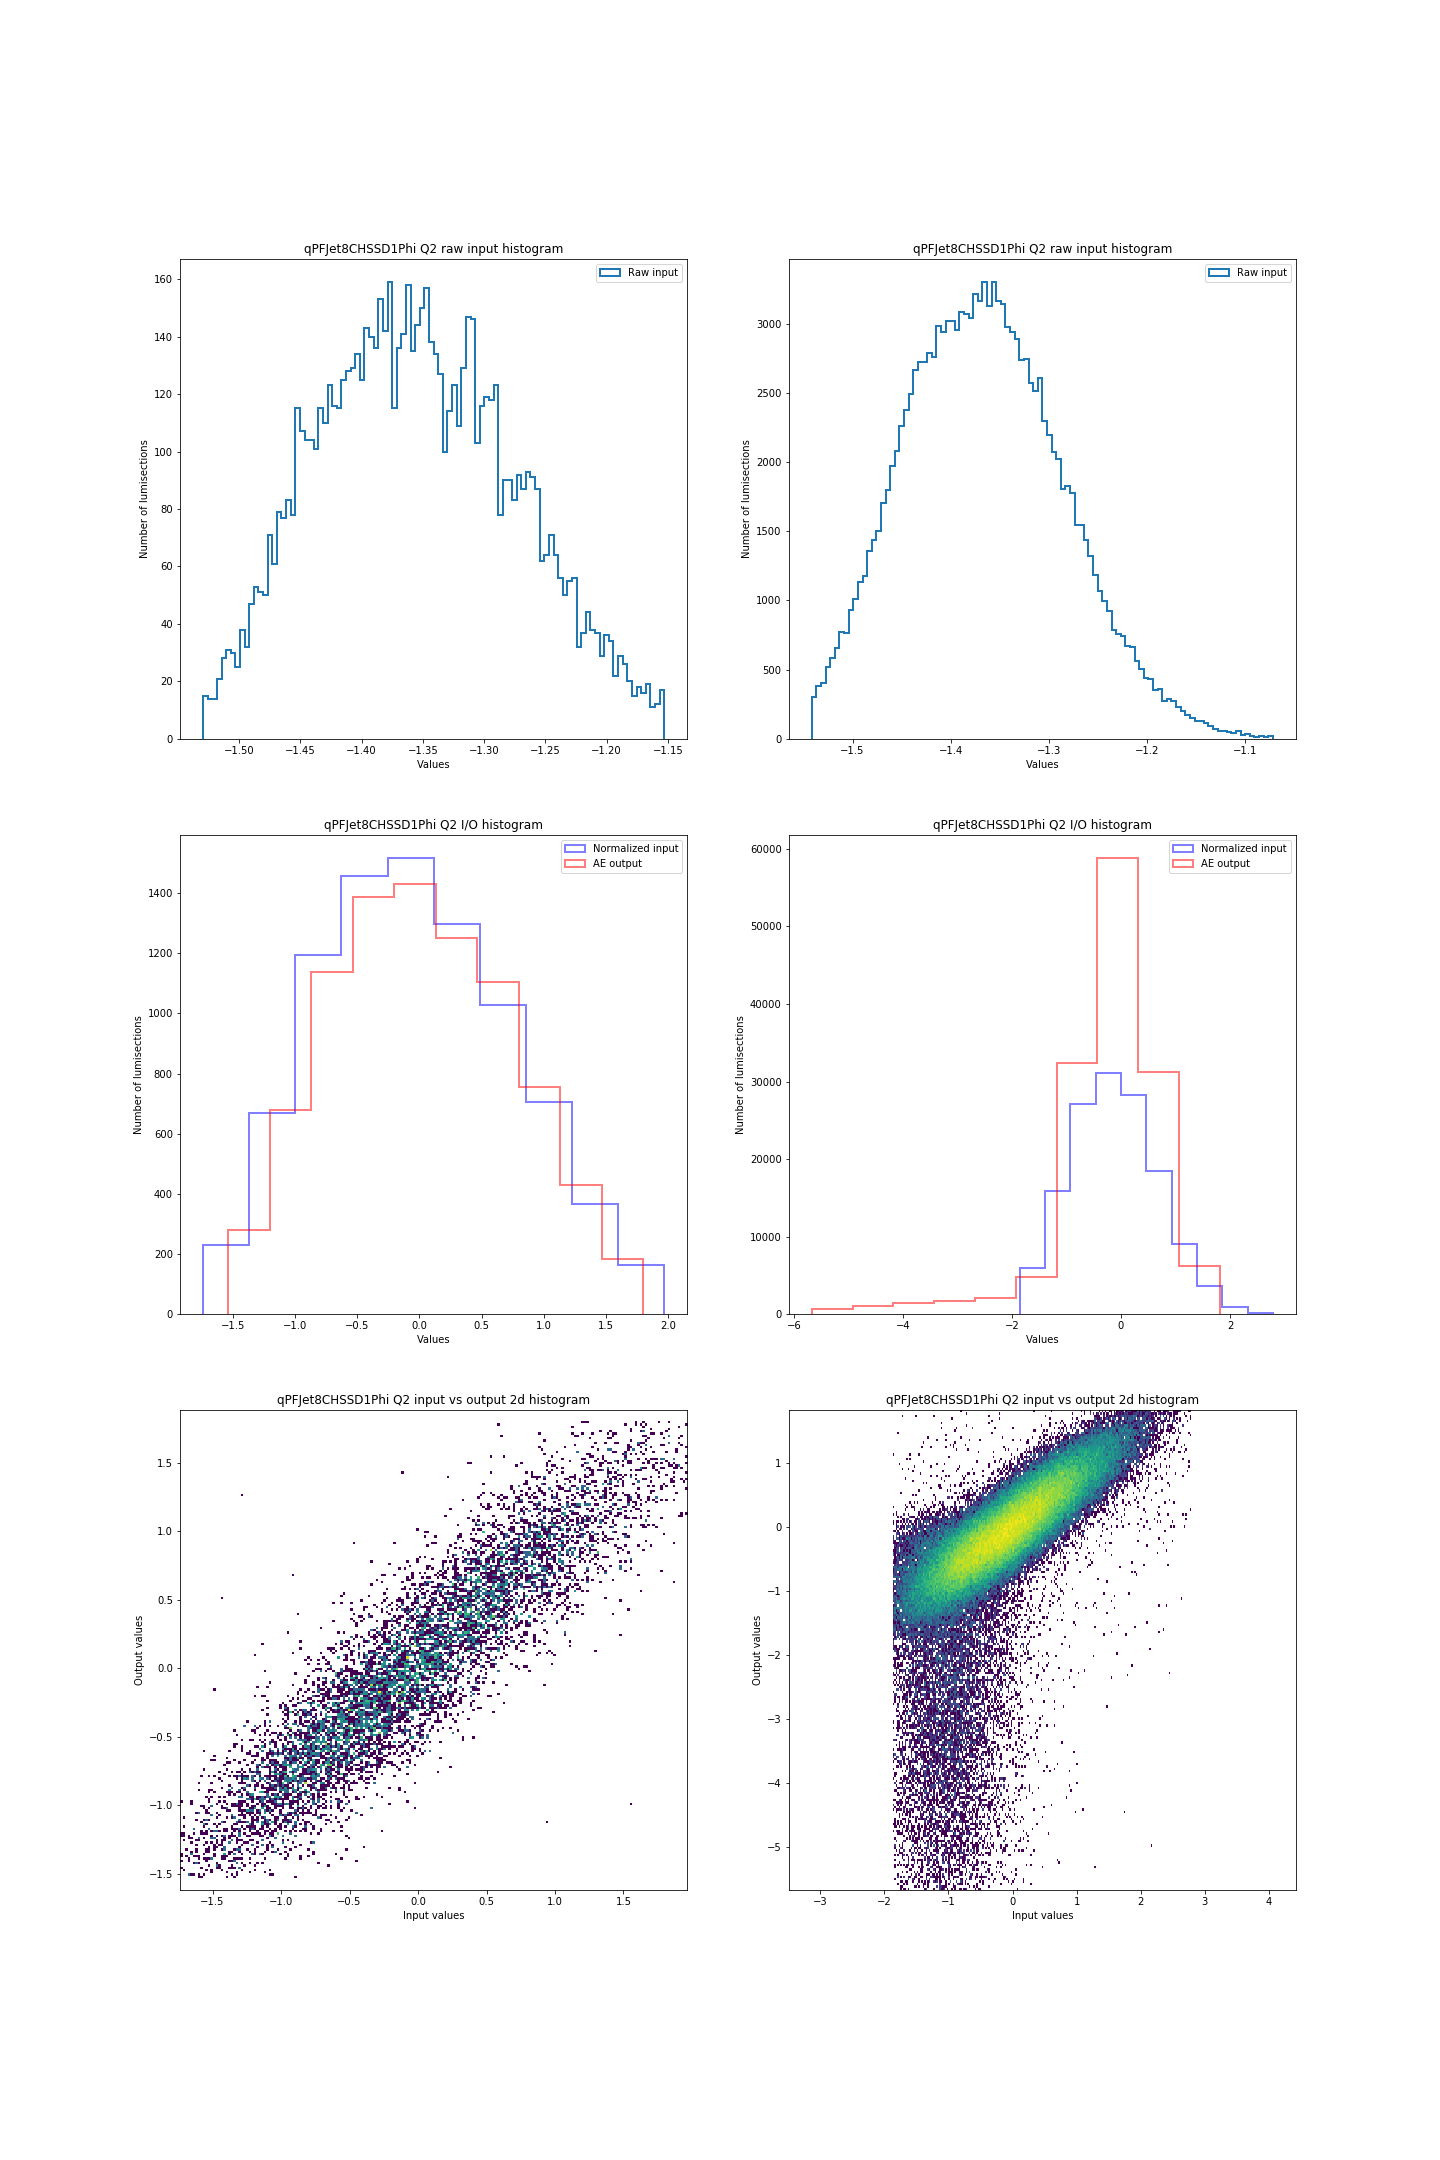 qPFJet8CHSSD1Phi Q2 raw input histogram
Raw input
160
140
120
100
80
60
40
20
0
Number of lumisections
−1.50 −1.45 −1.40 −1.35 −1.30 −1.25 −1.20 −1.15
Values
qPFJet8CHSSD1Phi Q2 raw input histogram
Raw input
3000
2500
2000
1500
1000
500
0
Number of lumisections
−1.5 −1.4 −1.3 −1.2 −1.1
Values
qPFJet8CHSSD1Phi Q2 I/O histogram
Normalized input
AE output
1400
1200
1000
800
600
400
200
0
Number of lumisections
−1.5 −1.0 −0.5 0.0 0.5 1.0 1.5 2.0
Values
qPFJet8CHSSD1Phi Q2 I/O histogram
Normalized input
AE output
60000
50000
40000
30000
20000
10000
0
Number of lumisections
−6 −4 −2 0 2
Values
qPFJet8CHSSD1Phi Q2 input vs output 2d histogram
1.5
1.0
0.5
0.0
−0.5
−1.0
−1.5
Output values
−1.5 −1.0 −0.5 0.0 0.5 1.0 1.5
Input values
qPFJet8CHSSD1Phi Q2 input vs output 2d histogram
1
0
−1
−2
−3
−4
−5
Output values
−3 −2 −1 0 1 2 3 4
Input values